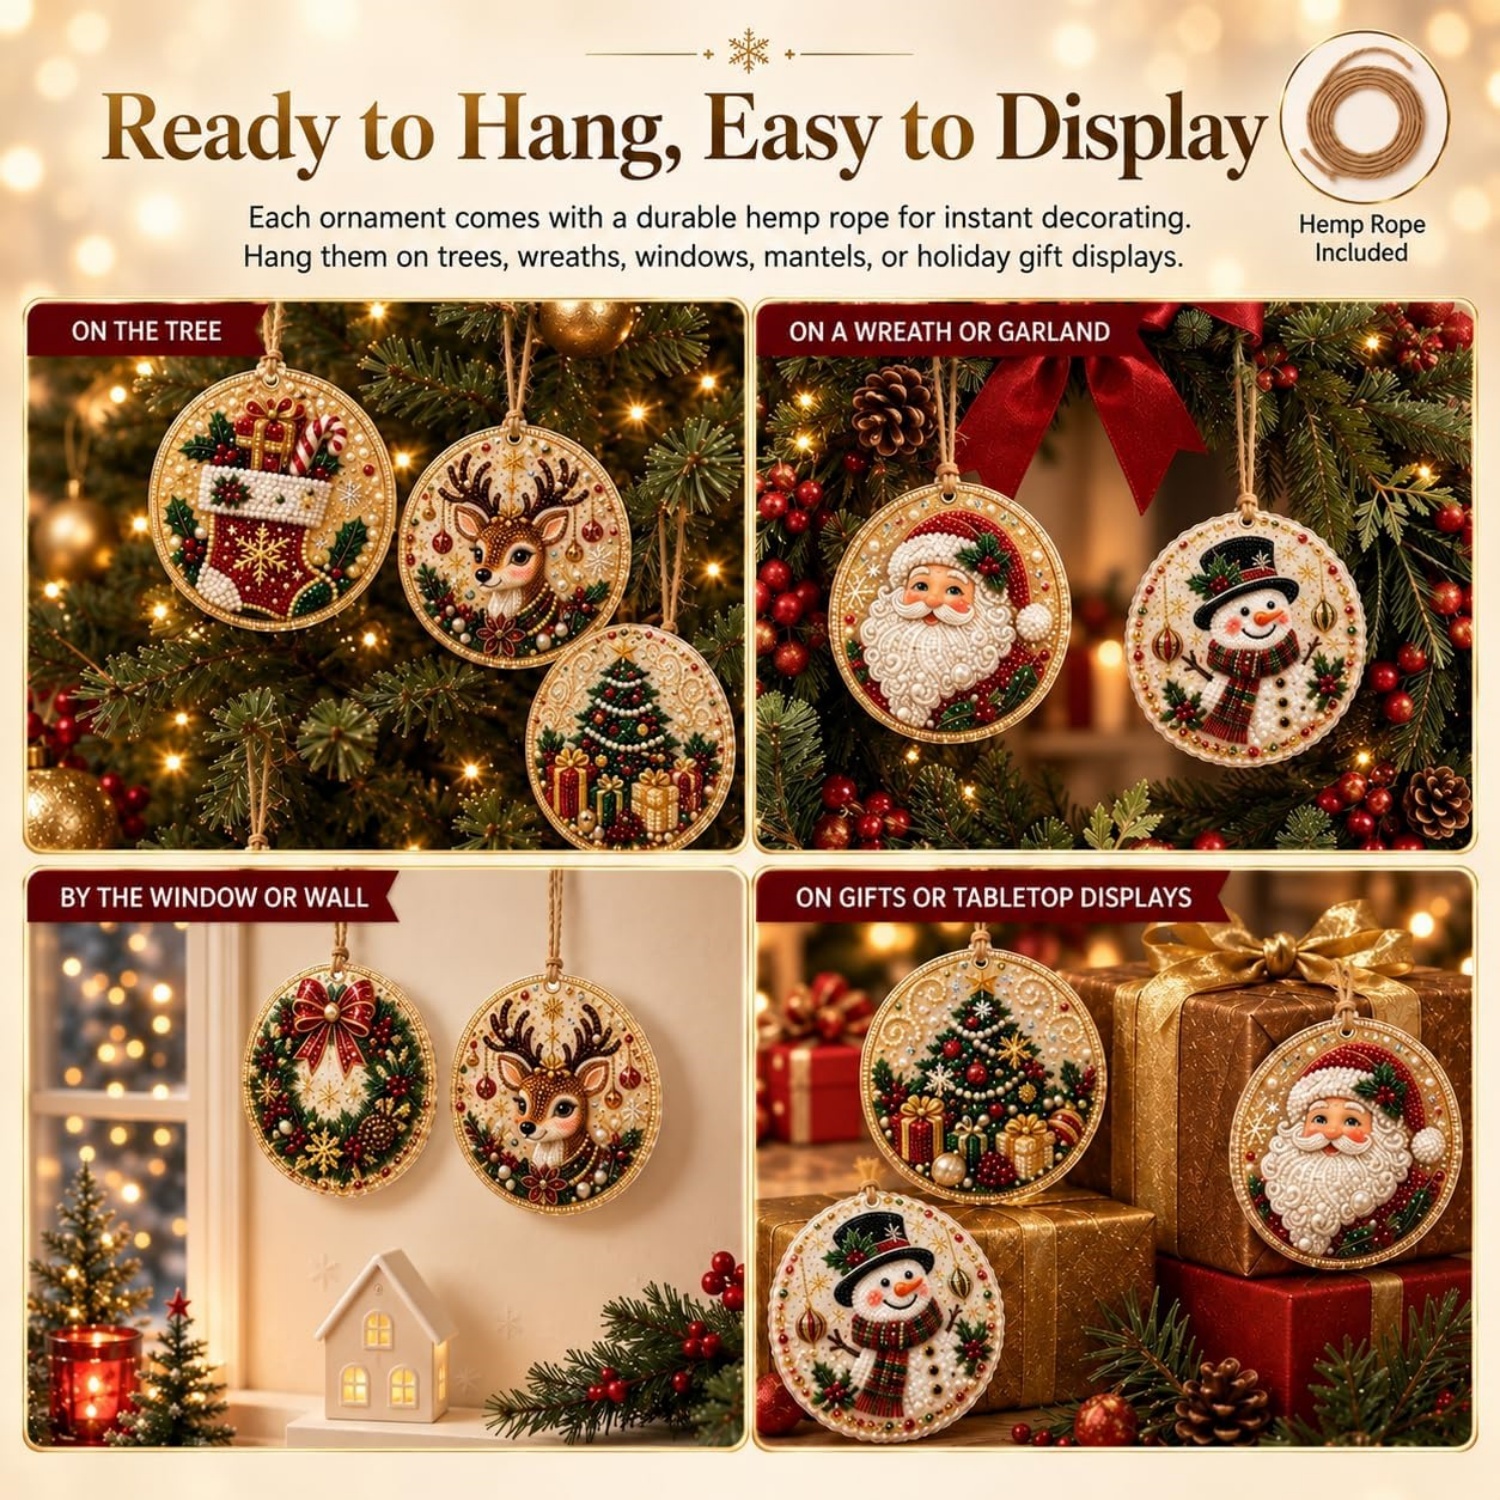 Ready to Hang, Easy to Display
Each ornament comes with a durable hemp rope for instant decorating.
Hang them on trees, wreaths, windows, mantels, or holiday gift displays.
Hemp Rope
Included
ON THE TREE
ON A WREATH OR GARLAND
BY THE WINDOW OR WALL
ON GIFTS OR TABLETOP DISPLAYS